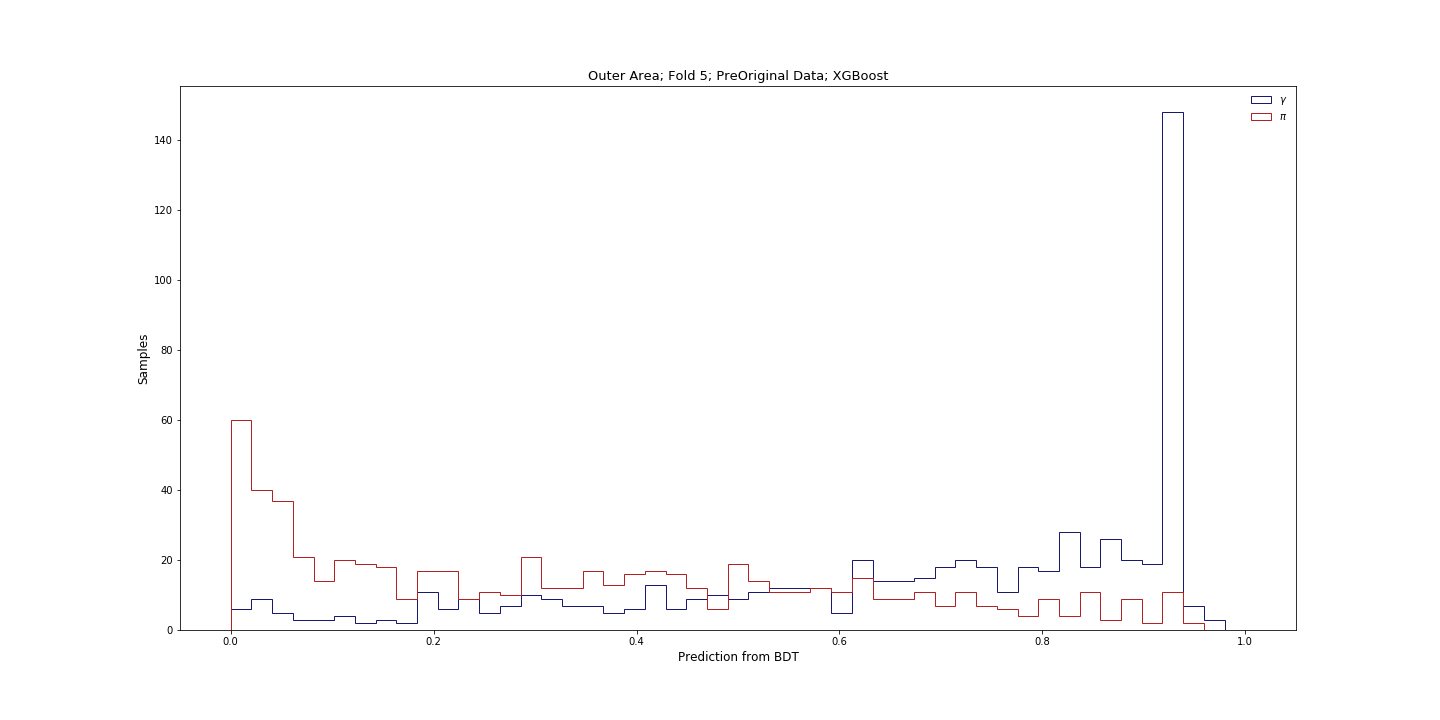 Outer Area; Fold 5; PreOriginal Data; XGBoost
γ
π
140
120
100
80
60
40
20
0
Samples
0.0 0.2 0.4 0.6 0.8 1.0
Prediction from BDT